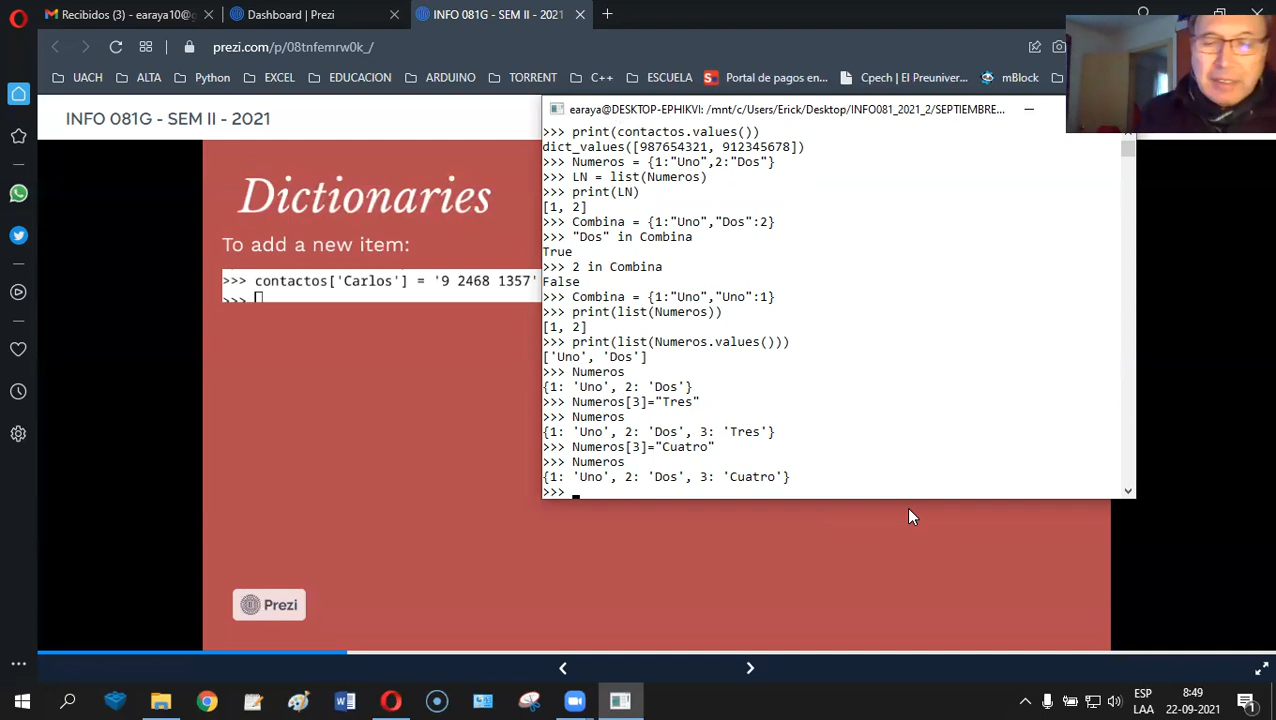 Recibidos (3) - earaya10@g
Dashboard | Prezi
INFO 081G - SEM II - 2021
prezi.com/p/08tnfemrw0k_/
UACH
ALTA
Python
EXCEL
EDUCACION
ARDUINO
TORRENT
C++
ESCUELA
Portal de pagos en...
Cpech | El Preuniver...
mBlock
INFO 081G - SEM II - 2021
Dictionaries
To add a new item:
>>> contactos['Carlos'] = '9 2468 1357'
>>>
earaya@DESKTOP-EPHIKVI: /mnt/c/Users/Erick/Desktop/INFO081_2021_2/SEPTIEMBRE...
>>> print(contactos.values())
dict_values([987654321, 912345678])
>>> Numeros = {1:"Uno",2:"Dos"}
>>> LN = list(Numeros)
>>> print(LN)
[1, 2]
>>> Combina = {1:"Uno","Dos":2}
>>> "Dos" in Combina
True
>>> 2 in Combina
False
>>> Combina = {1:"Uno","Uno":1}
>>> print(list(Numeros))
[1, 2]
>>> print(list(Numeros.values()))
['Uno', 'Dos']
>>> Numeros
{1: 'Uno', 2: 'Dos'}
>>> Numeros[3]="Tres"
>>> Numeros
{1: 'Uno', 2: 'Dos', 3: 'Tres'}
>>> Numeros[3]="Cuatro"
>>> Numeros
{1: 'Uno', 2: 'Dos', 3: 'Cuatro'}
>>>
Prezi
ESP
LAA
8:49
22-09-2021
1